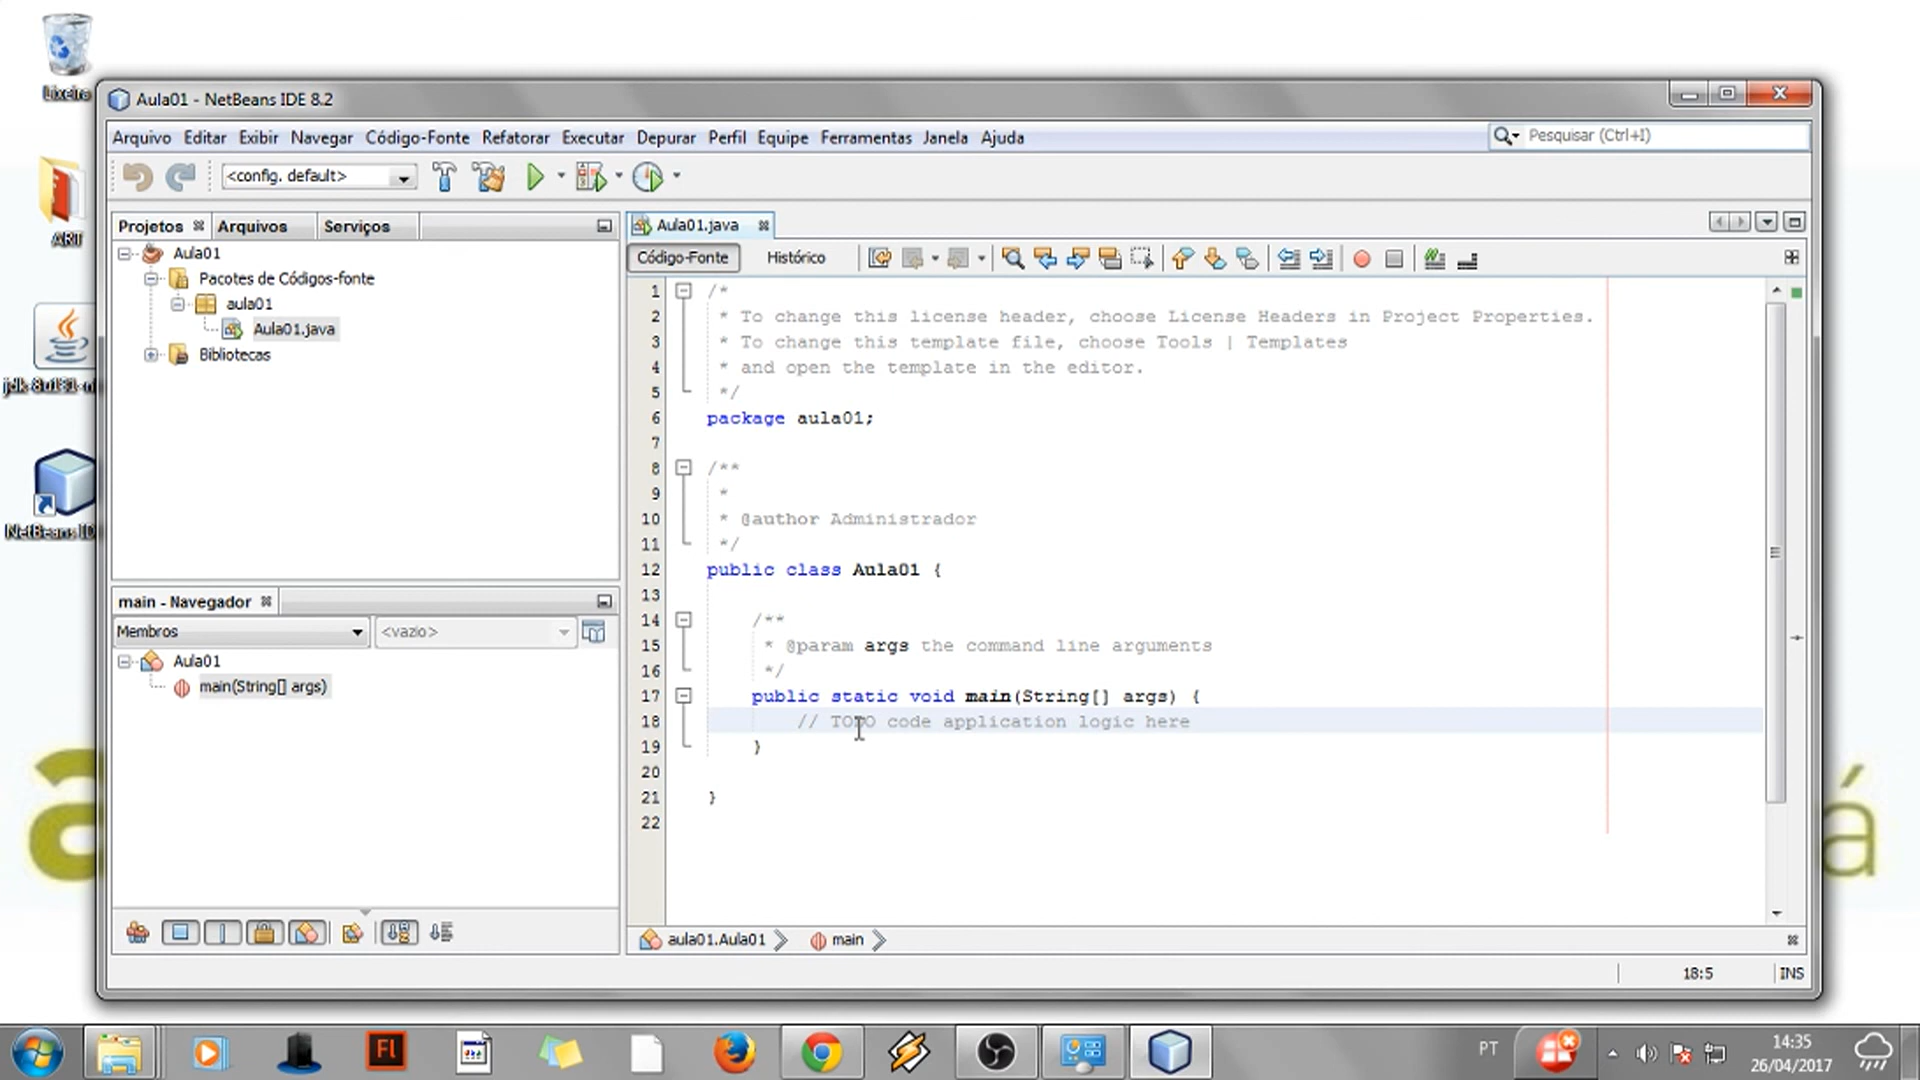 Lixeira
ART
NetBeans ID
Aula01 - NetBeans IDE 8.2
Arquivo Editar Exibir Navegar Código-Fonte Refatorar Executar Depurar Perfil Equipe Ferramentas Janela Ajuda
Pesquisar (Ctrl+I)
<config. default>
Projetos Arquivos Serviços
Aula01
Pacotes de Códigos-fonte
aula01
Aula01.java
Bibliotecas
main - Navegador
Membros <vazio>
Aula01
main(String[] args)
Aula01.java
Código-Fonte Histórico
1 /*
2 * To change this license header, choose License Headers in Project Properties.
3 * To change this template file, choose Tools | Templates
4 * and open the template in the editor.
5 */
6 package aula01;
7
8 /**
9 *
10 * @author Administrador
11 */
12 public class Aula01 {
13
14 /**
15 * @param args the command line arguments
16 */
17 public static void main(String[] args) {
18 // TODO code application logic here
19 }
20
21 }
22
aula01.Aula01 main
18:5 INS
a
á
Fl
PT
14:35
26/04/2017